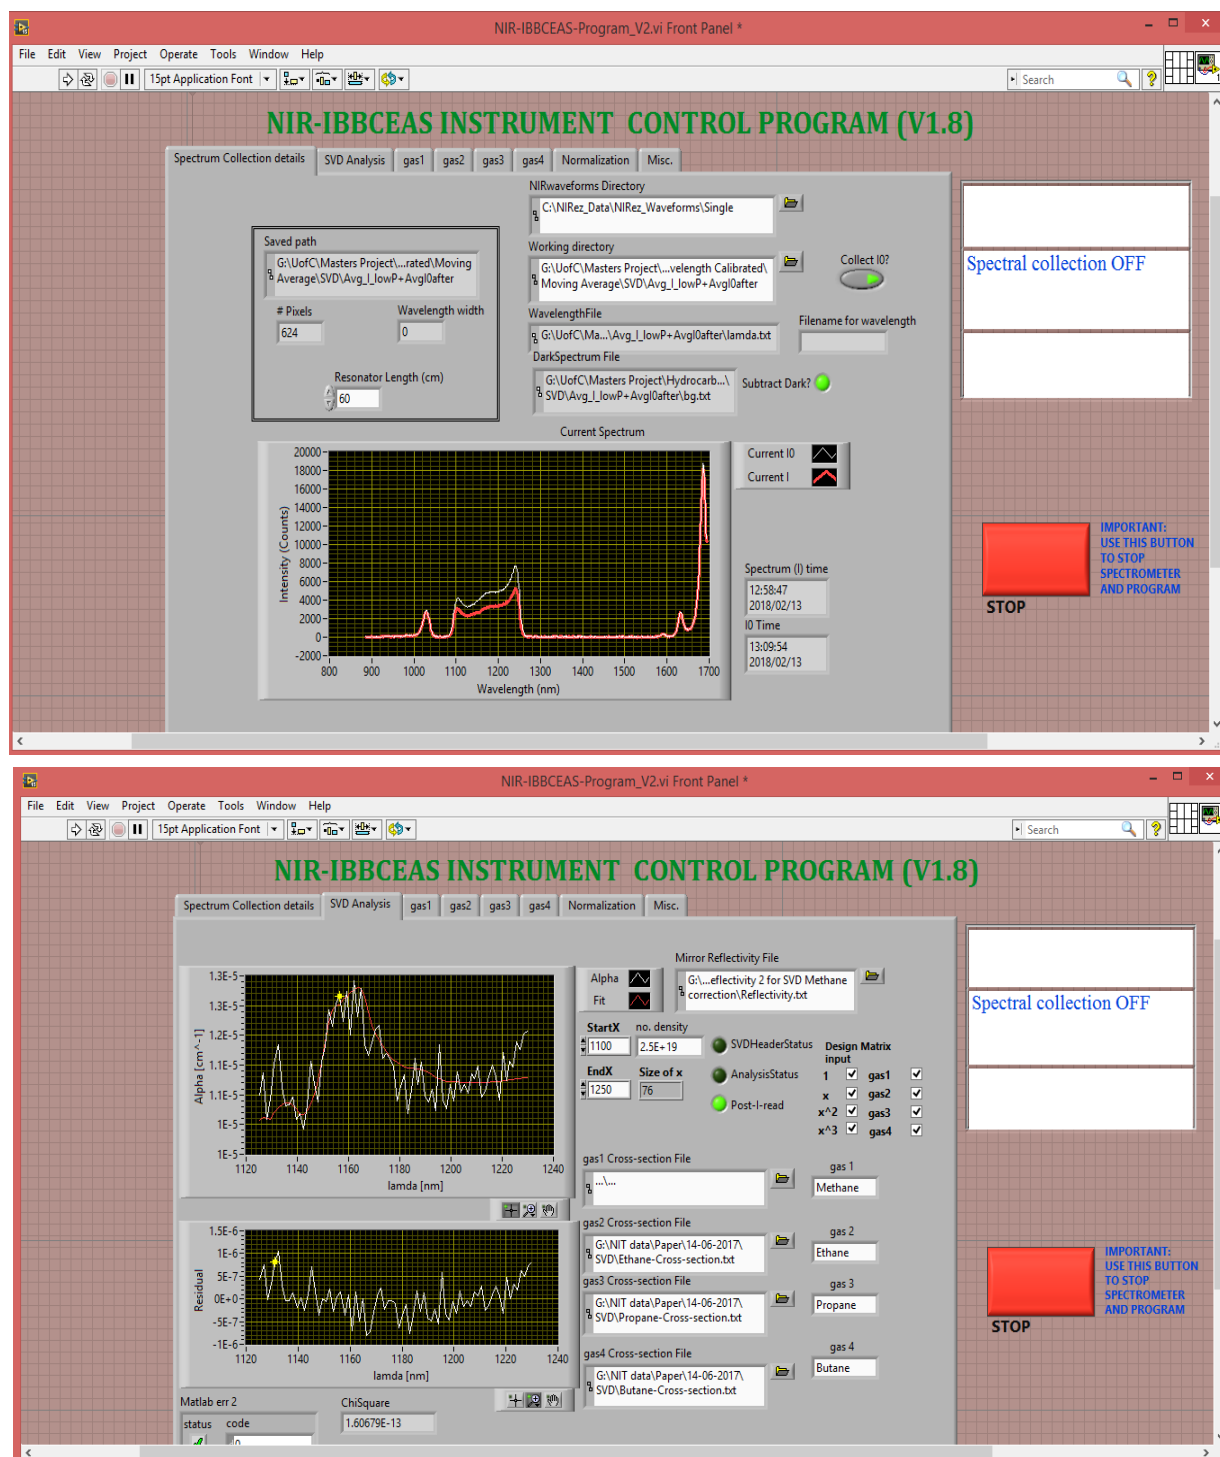 NIR-IBBCEAS-Program_V2.vi Front Panel *
File Edit View Project Operate Tools Window Help
15pt Application Font
Search
NIR-IBBCEAS INSTRUMENT CONTROL PROGRAM (V1.8)
Spectrum Collection details SVD Analysis gas1 gas2 gas3 gas4 Normalization Misc.
NIRwaveforms Directory
C:\NIRez_Data\NIRez_Waveforms\Single
Saved path
G:\UofC\Masters Project\...rated\Moving
Average\SVD\Avg_I_lowP+AvgI0after
# Pixels
624
Wavelength width
0
Resonator Length (cm)
60
Working directory
G:\UofC\Masters Project\...velength Calibrated\
Moving Average\SVD\Avg_I_lowP+AvgI0after
Collect I0?
WavelengthFile
G:\UofC\Ma...\Avg_I_lowP+AvgI0after\lamda.txt
Filename for wavelength
DarkSpectrum File
G:\UofC\Masters Project\Hydrocarb...\
SVD\Avg_I_lowP+AvgI0after\bg.txt
Subtract Dark?
Spectral collection OFF
Current Spectrum
Current I0
Current I
Intensity (Counts)
20000
18000
16000
14000
12000
10000
8000
6000
4000
2000
0
-2000
800 900 1000 1100 1200 1300 1400 1500 1600 1700
Wavelength (nm)
Spectrum (I) time
12:58:47
2018/02/13
I0 Time
13:09:54
2018/02/13
STOP
IMPORTANT:
USE THIS BUTTON
TO STOP
SPECTROMETER
AND PROGRAM
NIR-IBBCEAS-Program_V2.vi Front Panel *
File Edit View Project Operate Tools Window Help
15pt Application Font
Search
NIR-IBBCEAS INSTRUMENT CONTROL PROGRAM (V1.8)
Spectrum Collection details SVD Analysis gas1 gas2 gas3 gas4 Normalization Misc.
Alpha [cm^-1]
1.3E-5
1.3E-5
1.2E-5
1.1E-5
1.1E-5
1E-5
1E-5
1120 1140 1160 1180 1200 1220 1240
lamda [nm]
Alpha
Fit
Mirror Reflectivity File
G:\...eflectivity 2 for SVD Methane
correction\Reflectivity.txt
StartX
1100
no. density
2.5E+19
EndX
1250
Size of x
76
SVDHeaderStatus
AnalysisStatus
Post-I-read
Design Matrix
input
1 gas1
x gas2
x^2 gas3
x^3 gas4
gas1 Cross-section File
...\...
gas 1
Methane
gas2 Cross-section File
G:\NIT data\Paper\14-06-2017\
SVD\Ethane-Cross-section.txt
gas 2
Ethane
gas3 Cross-section File
G:\NIT data\Paper\14-06-2017\
SVD\Propane-Cross-section.txt
gas 3
Propane
gas4 Cross-section File
G:\NIT data\Paper\14-06-2017\
SVD\Butane-Cross-section.txt
gas 4
Butane
Residual
1.5E-6
1E-6
5E-7
0E+0
-5E-7
-1E-6
1120 1140 1160 1180 1200 1220 1240
lamda [nm]
Matlab err 2
status code
0
ChiSquare
1.60679E-13
Spectral collection OFF
STOP
IMPORTANT:
USE THIS BUTTON
TO STOP
SPECTROMETER
AND PROGRAM